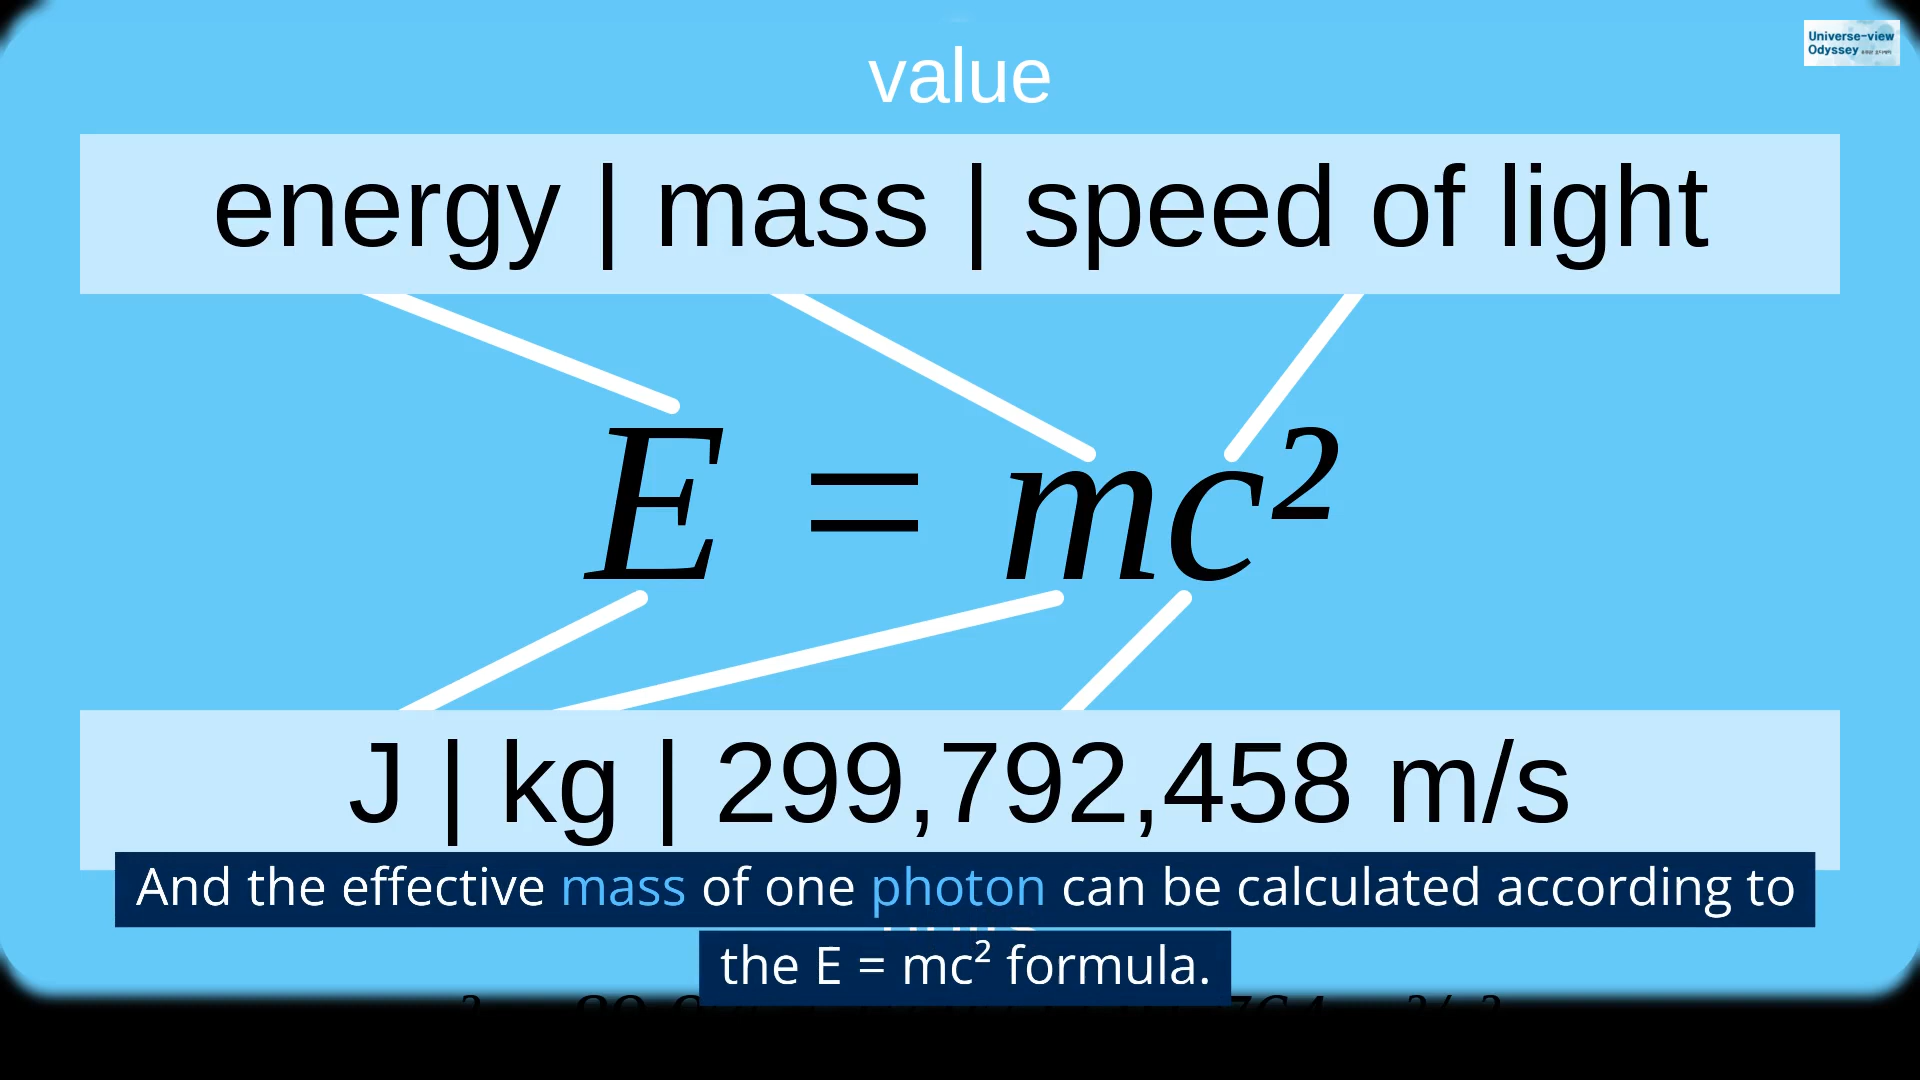 value
Universe-view
Odyssey
energy | mass | speed of light
E = mc²
J | kg | 299,792,458 m/s
And the effective mass of one photon can be calculated according to
the E = mc² formula.